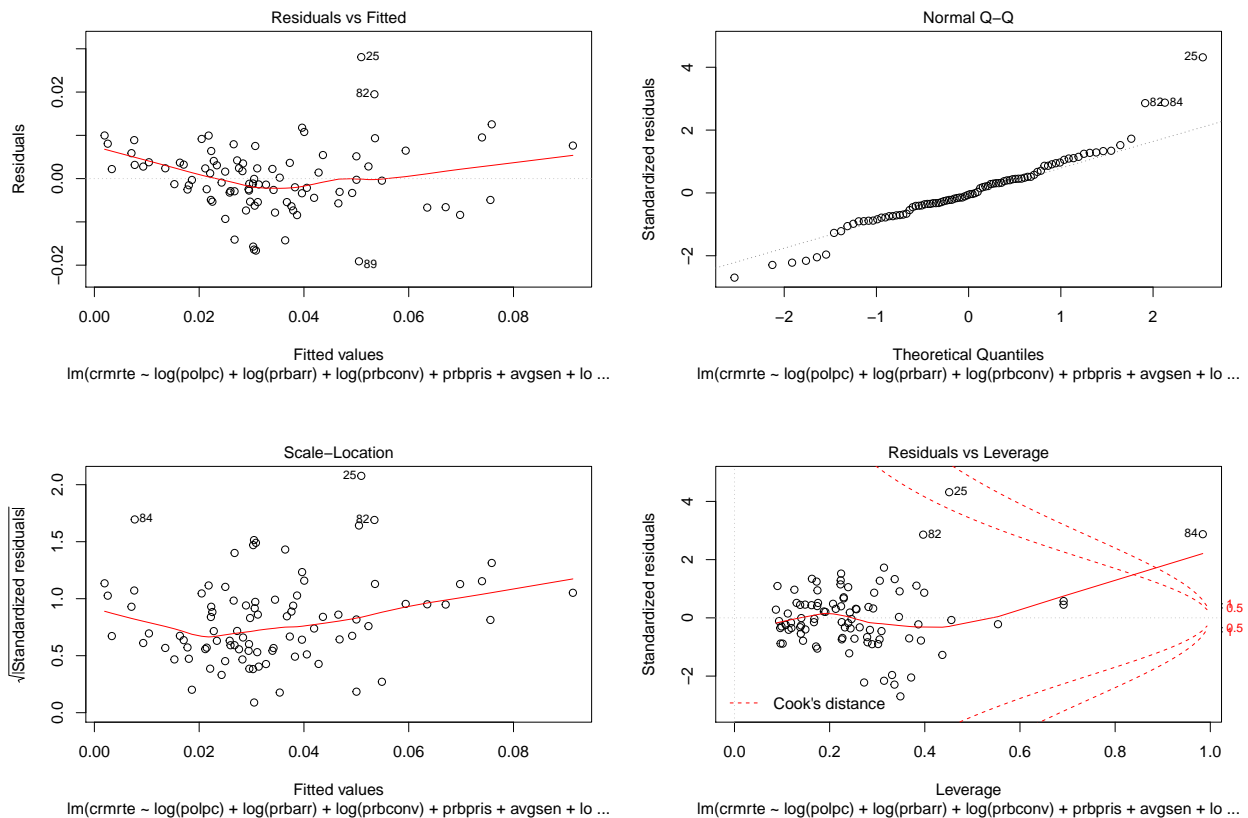 Residuals vs Fitted
Residuals
0.02
0.00
−0.02
25
82
89
0.00 0.02 0.04 0.06 0.08
Fitted values
lm(crmrte ~ log(polpc) + log(prbarr) + log(prbconv) + prbpris + avgsen + lo ...
Normal Q−Q
Standardized residuals
4
2
0
−2
25
82
84
−2 −1 0 1 2
Theoretical Quantiles
lm(crmrte ~ log(polpc) + log(prbarr) + log(prbconv) + prbpris + avgsen + lo ...
Scale−Location
√|Standardized residuals|
2.0
1.5
1.0
0.5
0.0
25
84
82
0.00 0.02 0.04 0.06 0.08
Fitted values
lm(crmrte ~ log(polpc) + log(prbarr) + log(prbconv) + prbpris + avgsen + lo ...
Residuals vs Leverage
Standardized residuals
4
2
0
−2
25
82
84
1
0.5
0.5
1
Cook's distance
0.0 0.2 0.4 0.6 0.8 1.0
Leverage
lm(crmrte ~ log(polpc) + log(prbarr) + log(prbconv) + prbpris + avgsen + lo ...